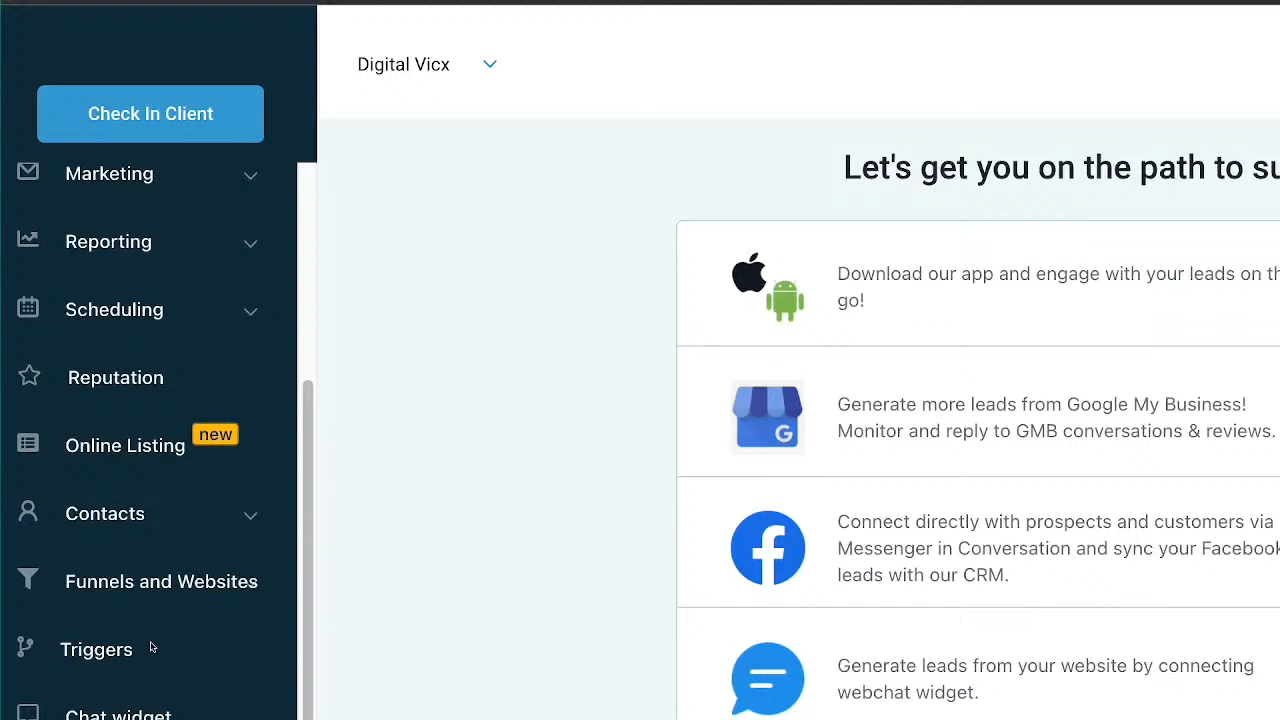 Digital Vicx
Check In Client
Marketing
Reporting
Scheduling
Reputation
Online Listing new
Contacts
Funnels and Websites
Triggers
Chat widget
Let's get you on the path to su
Download our app and engage with your leads on th
go!
Generate more leads from Google My Business!
Monitor and reply to GMB conversations & reviews.
G
Connect directly with prospects and customers via
Messenger in Conversation and sync your Facebook
leads with our CRM.
Generate leads from your website by connecting
webchat widget.